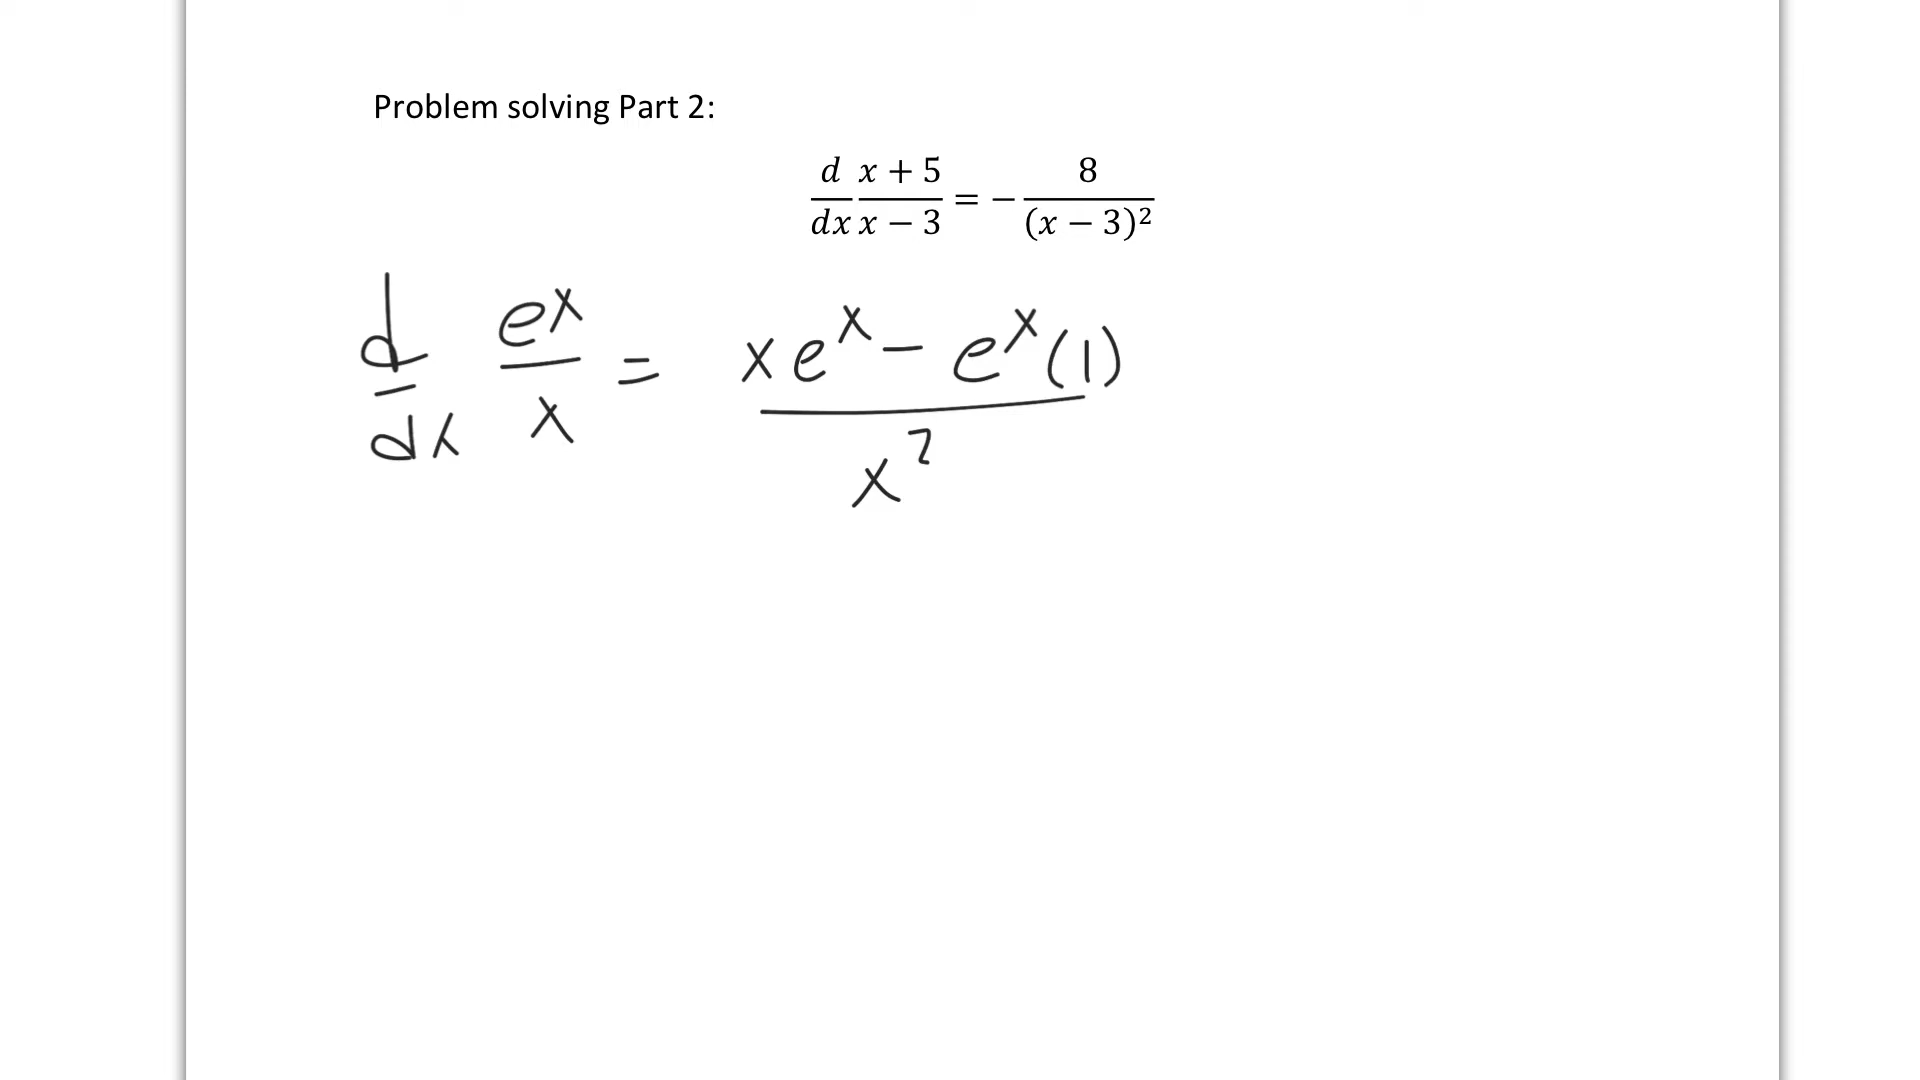 Problem solving Part 2:
d/dx (x + 5)/(x − 3) = − 8/(x − 3)²
d/dx e^x/x = (xe^x − e^x(1))/x²